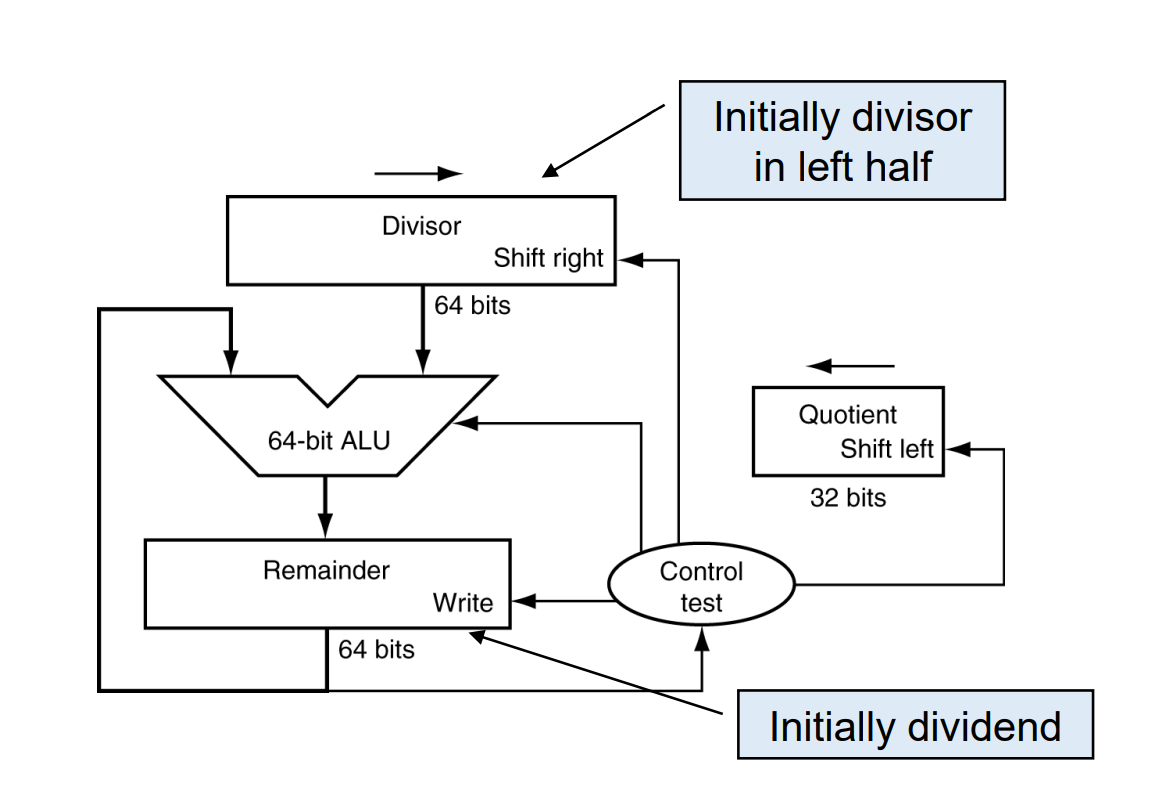 Initially divisor
in left half
Divisor
Shift right
64 bits
64-bit ALU
Quotient
Shift left
32 bits
Remainder
Write
Control
test
64 bits
Initially dividend